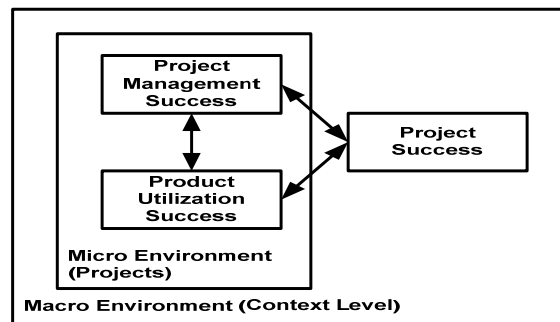 Project
Management
Success
Project
Success
Product
Utilization
Success
Micro Environment
(Projects)
Macro Environment (Context Level)